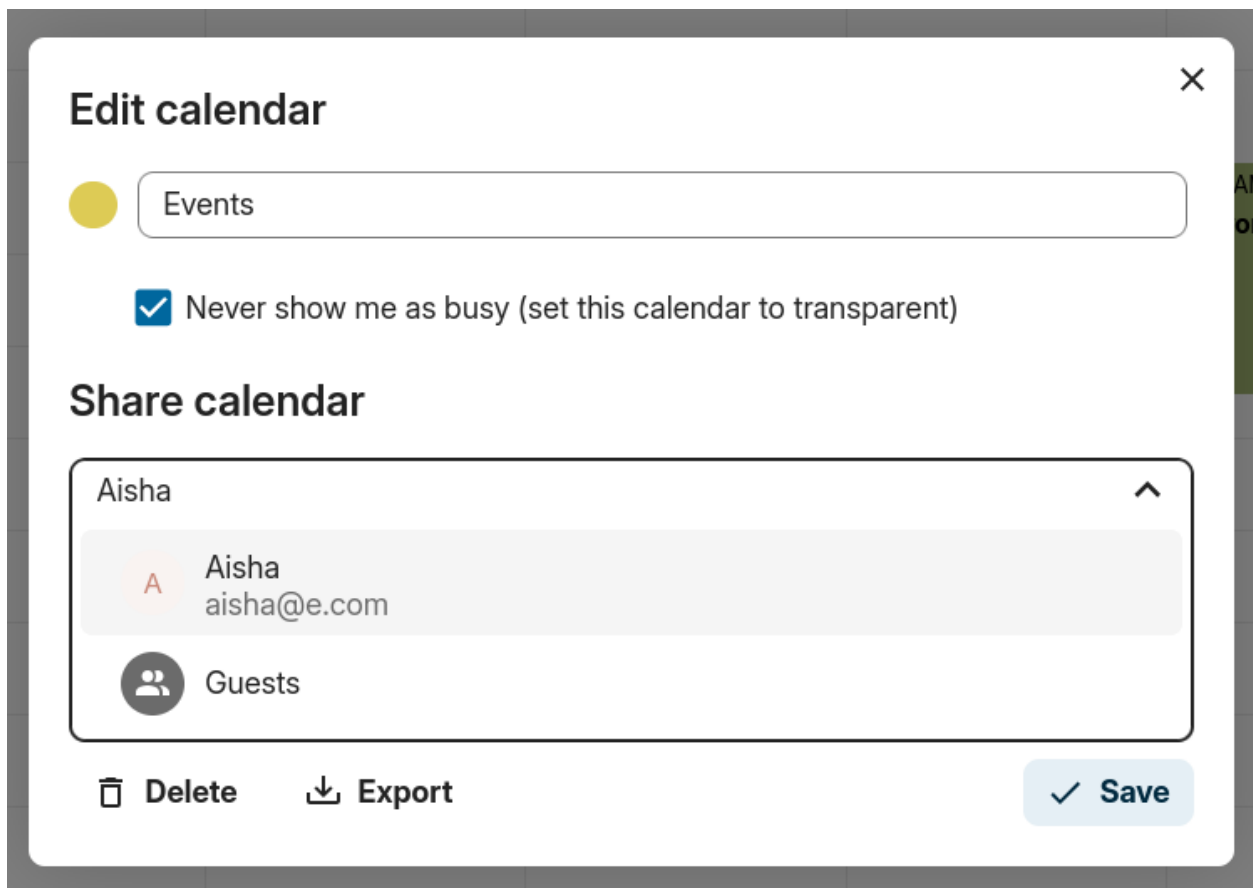 Edit calendar
Events
Never show me as busy (set this calendar to transparent)
Share calendar
Aisha
A
Aisha
aisha@e.com
Guests
Delete
Export
Save